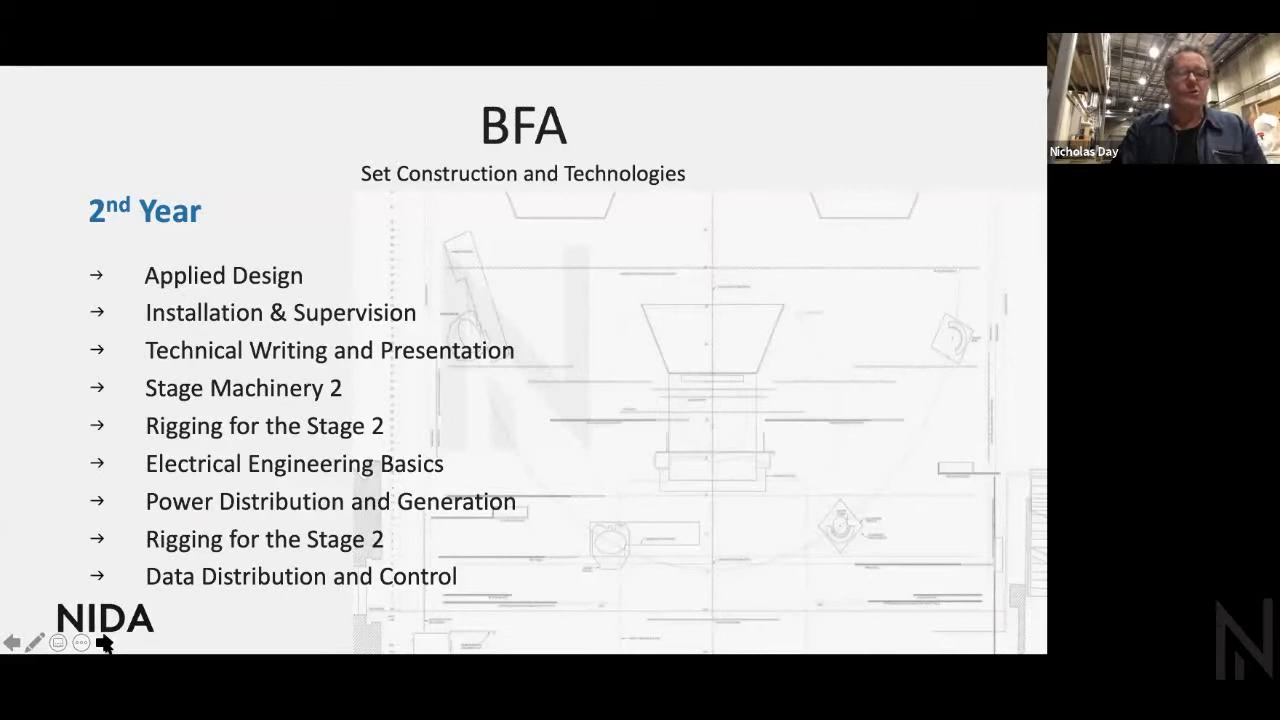 BFA
Set Construction and Technologies
2nd Year
→ Applied Design
→ Installation & Supervision
→ Technical Writing and Presentation
→ Stage Machinery 2
→ Rigging for the Stage 2
→ Electrical Engineering Basics
→ Power Distribution and Generation
→ Rigging for the Stage 2
→ Data Distribution and Control
NIDA
Nicholas Day
N